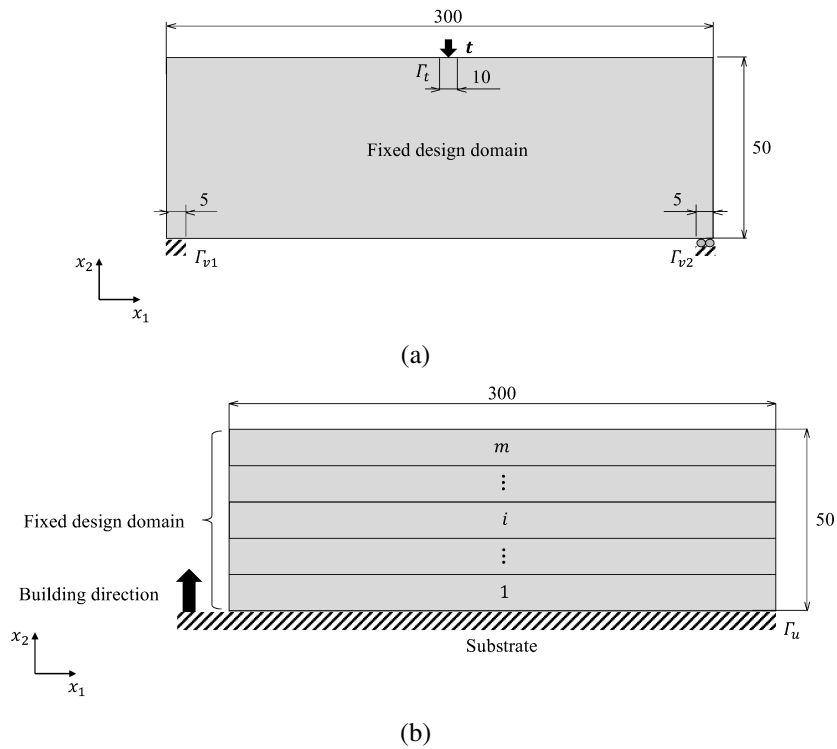 300
t
Γt
10
Fixed design domain
50
5
5
Γv1
Γv2
x2
x1
(a)
300
m
⋮
Fixed design domain
i
50
⋮
Building direction
1
Γu
Substrate
x2
x1
(b)